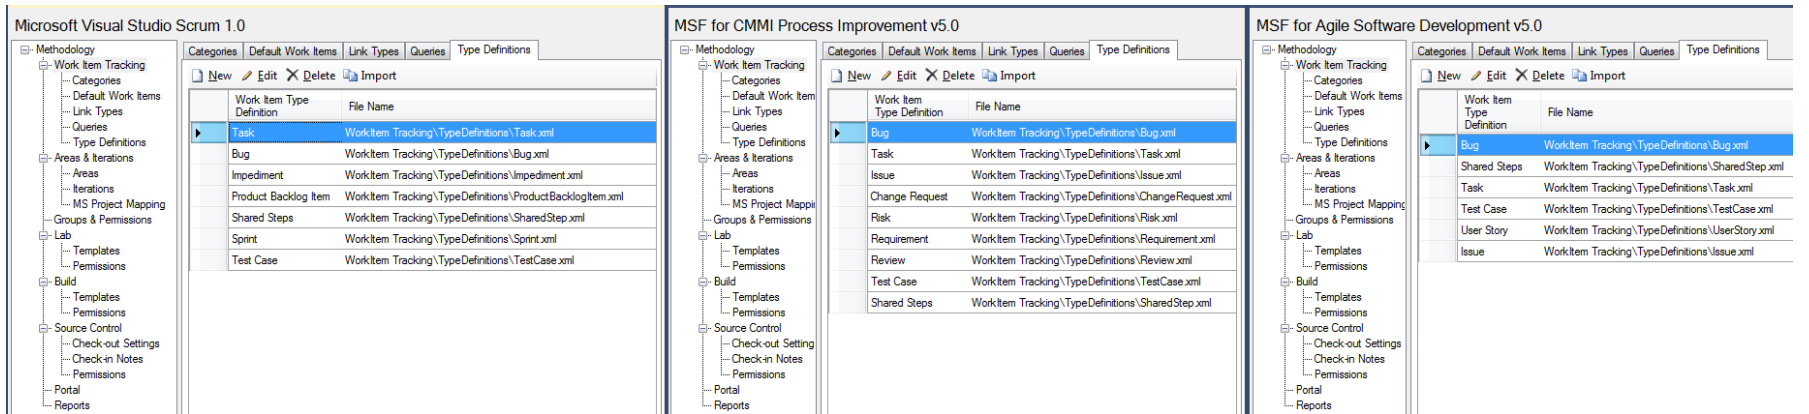 Microsoft Visual Studio Scrum 1.0
Methodology
Work Item Tracking
Categories
Default Work Items
Link Types
Queries
Type Definitions
Areas & Iterations
Areas
Iterations
MS Project Mapping
Groups & Permissions
Lab
Templates
Permissions
Build
Templates
Permissions
Source Control
Check-out Settings
Check-in Notes
Permissions
Portal
Reports
Categories Default Work Items Link Types Queries Type Definitions
New Edit Delete Import
Work Item Type Definition File Name
Task WorkItem Tracking\TypeDefinitions\Task.xml
Bug WorkItem Tracking\TypeDefinitions\Bug.xml
Impediment WorkItem Tracking\TypeDefinitions\Impediment.xml
Product Backlog Item WorkItem Tracking\TypeDefinitions\ProductBacklogItem.xml
Shared Steps WorkItem Tracking\TypeDefinitions\SharedStep.xml
Sprint WorkItem Tracking\TypeDefinitions\Sprint.xml
Test Case WorkItem Tracking\TypeDefinitions\TestCase.xml
MSF for CMMI Process Improvement v5.0
Methodology
Work Item Tracking
Categories
Default Work Item
Link Types
Queries
Type Definitions
Areas & Iterations
Areas
Iterations
MS Project Mappi
Groups & Permissions
Lab
Templates
Permissions
Build
Templates
Permissions
Source Control
Check-out Setting
Check-in Notes
Permissions
Portal
Reports
Categories Default Work Items Link Types Queries Type Definitions
New Edit Delete Import
Work Item Type Definition File Name
Bug WorkItem Tracking\TypeDefinitions\Bug.xml
Task WorkItem Tracking\TypeDefinitions\Task.xml
Issue WorkItem Tracking\TypeDefinitions\Issue.xml
Change Request WorkItem Tracking\TypeDefinitions\ChangeRequest.xml
Risk WorkItem Tracking\TypeDefinitions\Risk.xml
Requirement WorkItem Tracking\TypeDefinitions\Requirement.xml
Review WorkItem Tracking\TypeDefinitions\Review.xml
Test Case WorkItem Tracking\TypeDefinitions\TestCase.xml
Shared Steps WorkItem Tracking\TypeDefinitions\SharedStep.xml
MSF for Agile Software Development v5.0
Methodology
Work Item Tracking
Categories
Default Work Items
Link Types
Queries
Type Definitions
Areas & Iterations
Areas
Iterations
MS Project Mapping
Groups & Permissions
Lab
Templates
Permissions
Build
Templates
Permissions
Source Control
Check-out Settings
Check-in Notes
Permissions
Portal
Reports
Categories Default Work Items Link Types Queries Type Definitions
New Edit Delete Import
Work Item Type Definition File Name
Bug WorkItem Tracking\TypeDefinitions\Bug.xml
Shared Steps WorkItem Tracking\TypeDefinitions\SharedStep.xml
Task WorkItem Tracking\TypeDefinitions\Task.xml
Test Case WorkItem Tracking\TypeDefinitions\TestCase.xml
User Story WorkItem Tracking\TypeDefinitions\UserStory.xml
Issue WorkItem Tracking\TypeDefinitions\Issue.xml